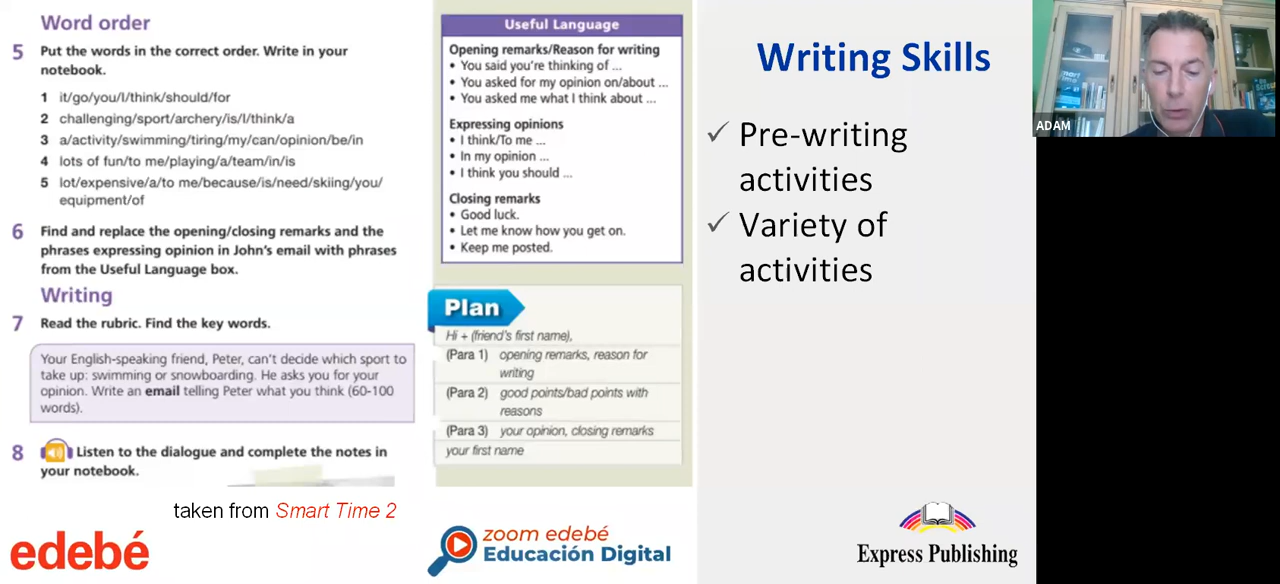 Word order
5 Put the words in the correct order. Write in your
notebook.
1 it/go/you/I/think/should/for
2 challenging/sport/archery/is/I/think/a
3 a/activity/swimming/tiring/my/can/opinion/be/in
4 lots of fun/to me/playing/a/team/in/is
5 lot/expensive/a/to me/because/is/need/skiing/you/
equipment/of
6 Find and replace the opening/closing remarks and the
phrases expressing opinion in John's email with phrases
from the Useful Language box.
Writing
7 Read the rubric. Find the key words.
Your English-speaking friend, Peter, can't decide which sport to
take up: swimming or snowboarding. He asks you for your
opinion. Write an email telling Peter what you think (60-100
words).
8 Listen to the dialogue and complete the notes in
your notebook.
taken from Smart Time 2
edebé
Useful Language
Opening remarks/Reason for writing
• You said you're thinking of ...
• You asked for my opinion on/about ...
• You asked me what I think about ...
Expressing opinions
• I think/To me ...
• In my opinion ...
• I think you should ...
Closing remarks
• Good luck.
• Let me know how you get on.
• Keep me posted.
Plan
Hi + (friend's first name),
(Para 1) opening remarks, reason for
writing
(Para 2) good points/bad points with
reasons
(Para 3) your opinion, closing remarks
your first name
zoom edebé
Educación Digital
Writing Skills
✓ Pre-writing
activities
✓ Variety of
activities
Express Publishing
ADAM